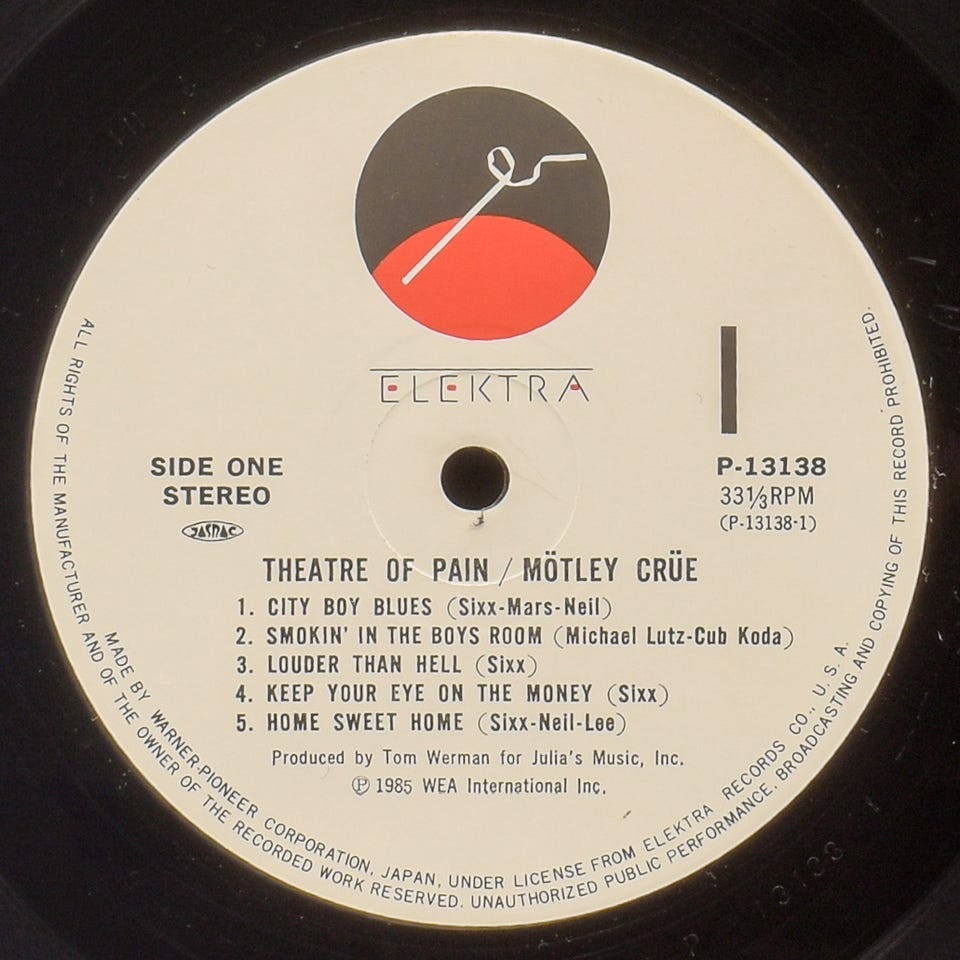 ELEKTRA
SIDE ONE
STEREO
JASRAC
P-13138
33⅓RPM
(P-13138-1)
THEATRE OF PAIN / MÖTLEY CRÜE
1. CITY BOY BLUES (Sixx-Mars-Neil)
2. SMOKIN' IN THE BOYS ROOM (Michael Lutz-Cub Koda)
3. LOUDER THAN HELL (Sixx)
4. KEEP YOUR EYE ON THE MONEY (Sixx)
5. HOME SWEET HOME (Sixx-Neil-Lee)
Produced by Tom Werman for Julia's Music, Inc.
Ⓟ 1985 WEA International Inc.
MADE BY WARNER-PIONEER CORPORATION, JAPAN, UNDER LICENSE FROM ELEKTRA RECORDS CO., U. S. A.
ALL RIGHTS OF THE MANUFACTURER AND OF THE OWNER OF THE RECORDED WORK RESERVED. UNAUTHORIZED PUBLIC PERFORMANCE, BROADCASTING AND COPYING OF THIS RECORD PROHIBITED.